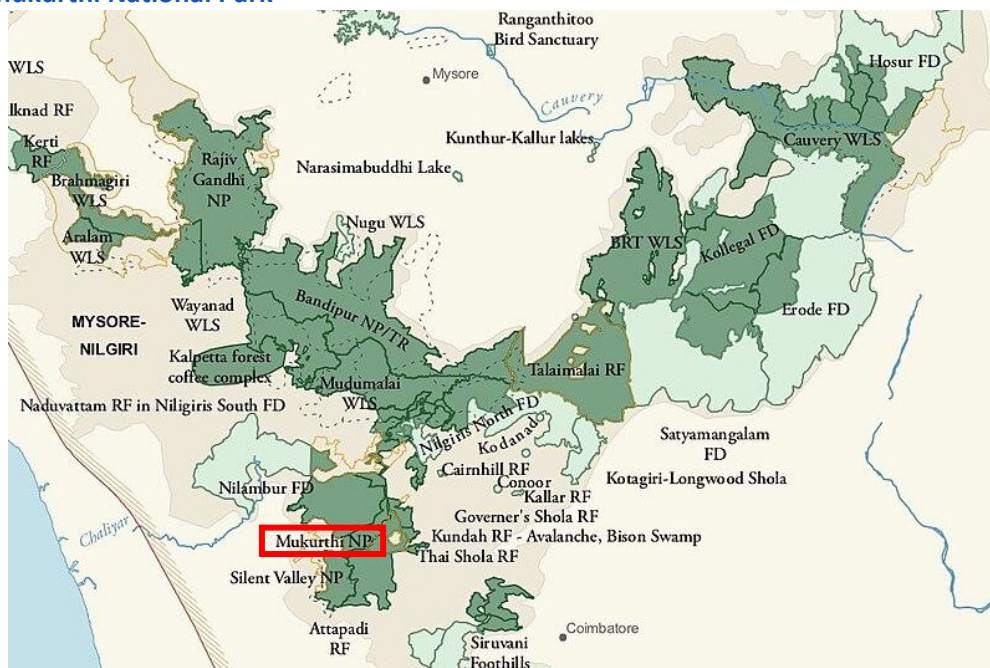 Mukurthi National Park
Ranganthitoo
Bird Sanctuary
WLS
Hosur FD
Mysore
Cauvery
lknad RF
Kunthur-Kallur lakes
Cauvery WLS
Kerti
RF
Rajiv
Gandhi
NP
Narasimabuddhi Lake
Brahmagiri
WLS
Nugu WLS
Aralam
WLS
BRT WLS
Kollegal FD
Bandipur NP/TR
Wayanad
WLS
Erode FD
MYSORE-
NILGIRI
Kalpetta forest
coffee complex
Talaimalai RF
Mudumalai
WLS
Naduvattam RF in Niligiris South FD
Nilgiris North FD
Kodanad
Satyamangalam
FD
Cairnhill RF
Conoor
Kotagiri-Longwood Shola
Nilambur FD
Kallar RF
Governer's Shola RF
Chaliyar
Mukurthi NP
Kundah RF - Avalanche, Bison Swamp
Thai Shola RF
Silent Valley NP
Attapadi
RF
Coimbatore
Siruvani
Foothills